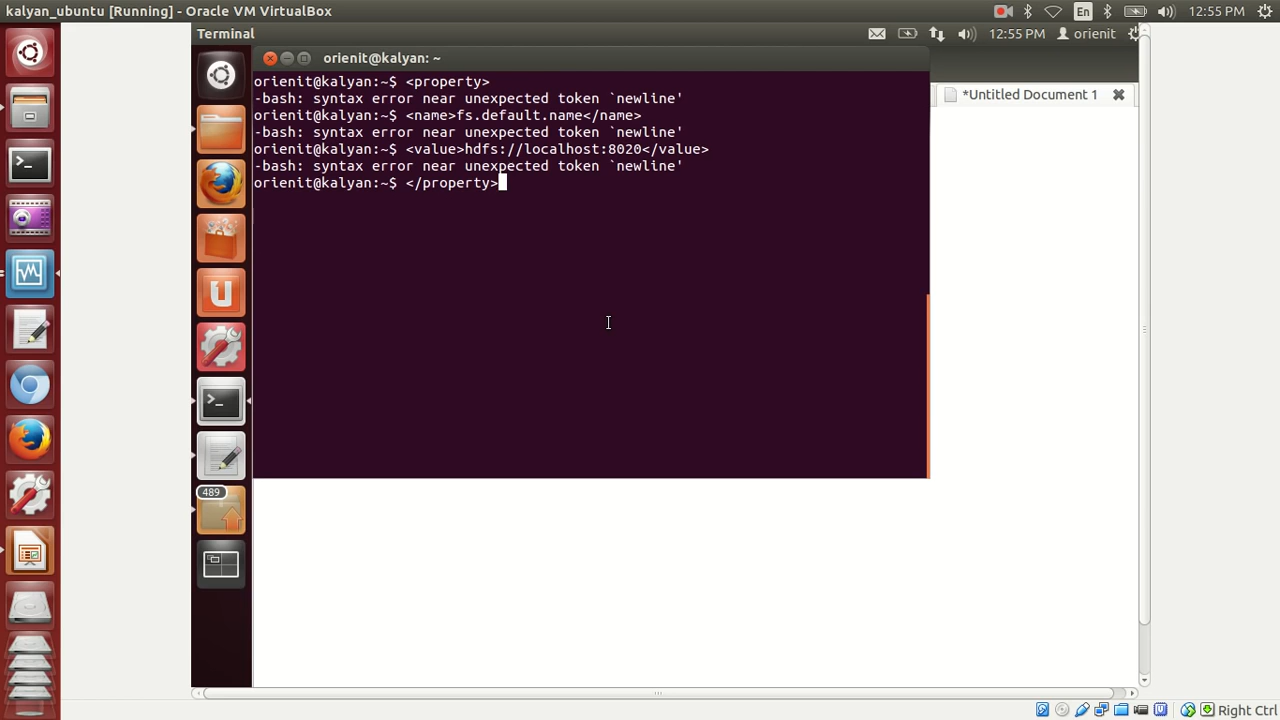 kalyan_ubuntu [Running] - Oracle VM VirtualBox
En
12:55 PM
Terminal
12:55 PM
orienit
orienit@kalyan: ~
*Untitled Document 1
orienit@kalyan:~$ <property>
-bash: syntax error near unexpected token `newline'
orienit@kalyan:~$ <name>fs.default.name</name>
-bash: syntax error near unexpected token `newline'
orienit@kalyan:~$ <value>hdfs://localhost:8020</value>
-bash: syntax error near unexpected token `newline'
orienit@kalyan:~$ </property>
489
Right Ctrl